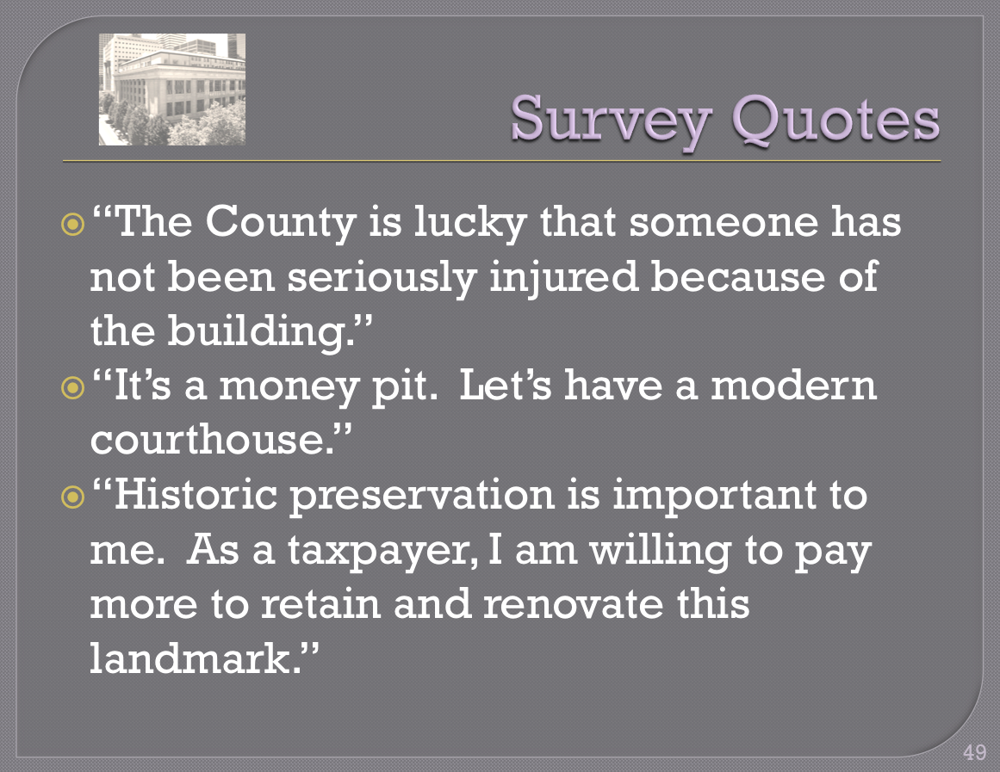 Survey Quotes
“The County is lucky that someone has
not been seriously injured because of
the building.”
“It’s a money pit.  Let’s have a modern
courthouse.”
“Historic preservation is important to
me.  As a taxpayer, I am willing to pay
more to retain and renovate this
landmark.”
49